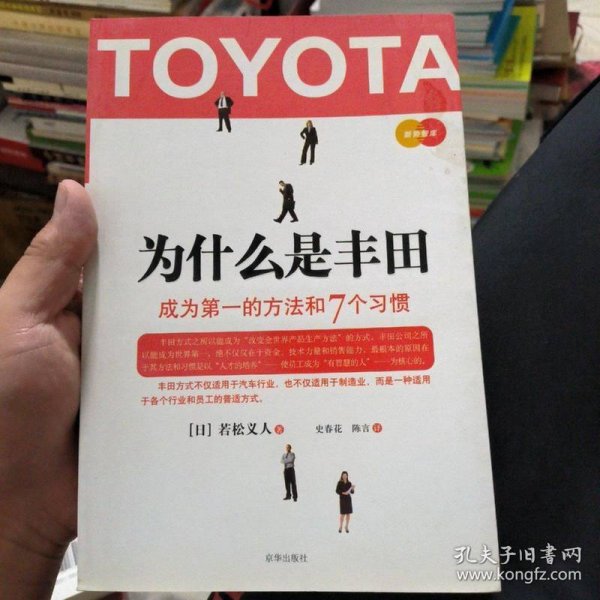 TOYOTA
新势智库
为什么是丰田
成为第一的方法和7个习惯
丰田方式之所以能成为“改变全世界产品生产方法”的方式，丰田公司之所
以能成为世界第一，绝不仅仅在于资金、技术力量和销售能力，最根本的原因在
于其方法和习惯是以“人才的培养”——使员工成为“有智慧的人”——为核心的。
丰田方式不仅适用于汽车行业，也不仅适用于制造业，而是一种适用
于各个行业和员工的普适方式。
［日］若松义人 著 史春花 陈言 译
京华出版社
孔夫子旧书网
www.kongfz.com